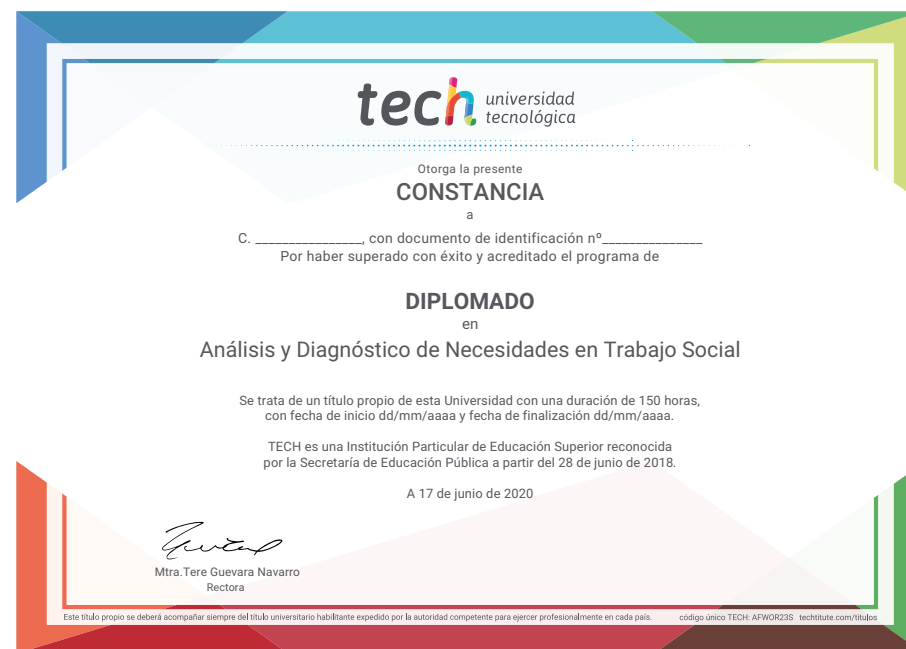 tech universidad
tecnológica
Otorga la presente
CONSTANCIA
a
C. ________________, con documento de identificación nº_______________
Por haber superado con éxito y acreditado el programa de
DIPLOMADO
en
Análisis y Diagnóstico de Necesidades en Trabajo Social
Se trata de un título propio de esta Universidad con una duración de 150 horas,
con fecha de inicio dd/mm/aaaa y fecha de finalización dd/mm/aaaa.
TECH es una Institución Particular de Educación Superior reconocida
por la Secretaría de Educación Pública a partir del 28 de junio de 2018.
A 17 de junio de 2020
Mtra.Tere Guevara Navarro
Rectora
Este título propio se deberá acompañar siempre del título universitario habilitante expedido por la autoridad competente para ejercer profesionalmente en cada país. código único TECH: AFWOR23S techtitute.com/titulos